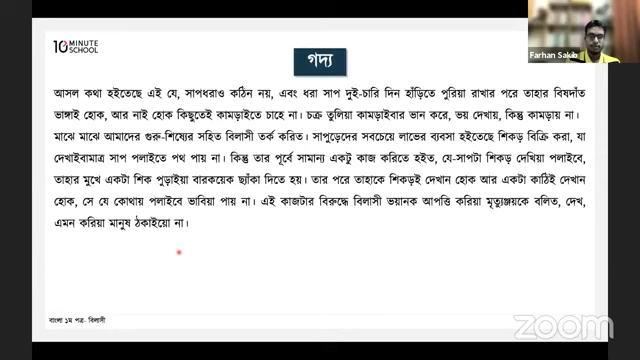 10 MINUTE SCHOOL
গদ্য
Farhan Sakib
আসল কথা হইতেছে এই যে, সাপধরাও কঠিন নয়, এবং ধরা সাপ দুই-চারি দিন হাঁড়িতে পুরিয়া রাখার পরে তাহার বিষদাঁত
ভাঙ্গাই হোক, আর নাই হোক কিছুতেই কামড়াইতে চাহে না। চক্র তুলিয়া কামড়াইবার ভান করে, ভয় দেখায়, কিন্তু কামড়ায় না।
মাঝে মাঝে আমাদের গুরু-শিষ্যের সহিত বিলাসী তর্ক করিত। সাপুড়েদের সবচেয়ে লাভের ব্যবসা হইতেছে শিকড় বিক্রি করা, যা
দেখাইবামাত্র সাপ পলাইতে পথ পায় না। কিন্তু তার পূর্বে সামান্য একটু কাজ করিতে হইত, যে-সাপটা শিকড় দেখিয়া পলাইবে,
তাহার মুখে একটা শিক পুড়াইয়া বারকয়েক ছ্যাঁকা দিতে হয়। তার পরে তাহাকে শিকড়ই দেখান হোক আর একটা কাঠিই দেখান
হোক, সে যে কোথায় পলাইবে ভাবিয়া পায় না। এই কাজটার বিরুদ্ধে বিলাসী ভয়ানক আপত্তি করিয়া মৃত্যুঞ্জয়কে বলিত, দেখ,
এমন করিয়া মানুষ ঠকাইয়ো না।
বাংলা ১ম পত্র- বিলাসী
zoom